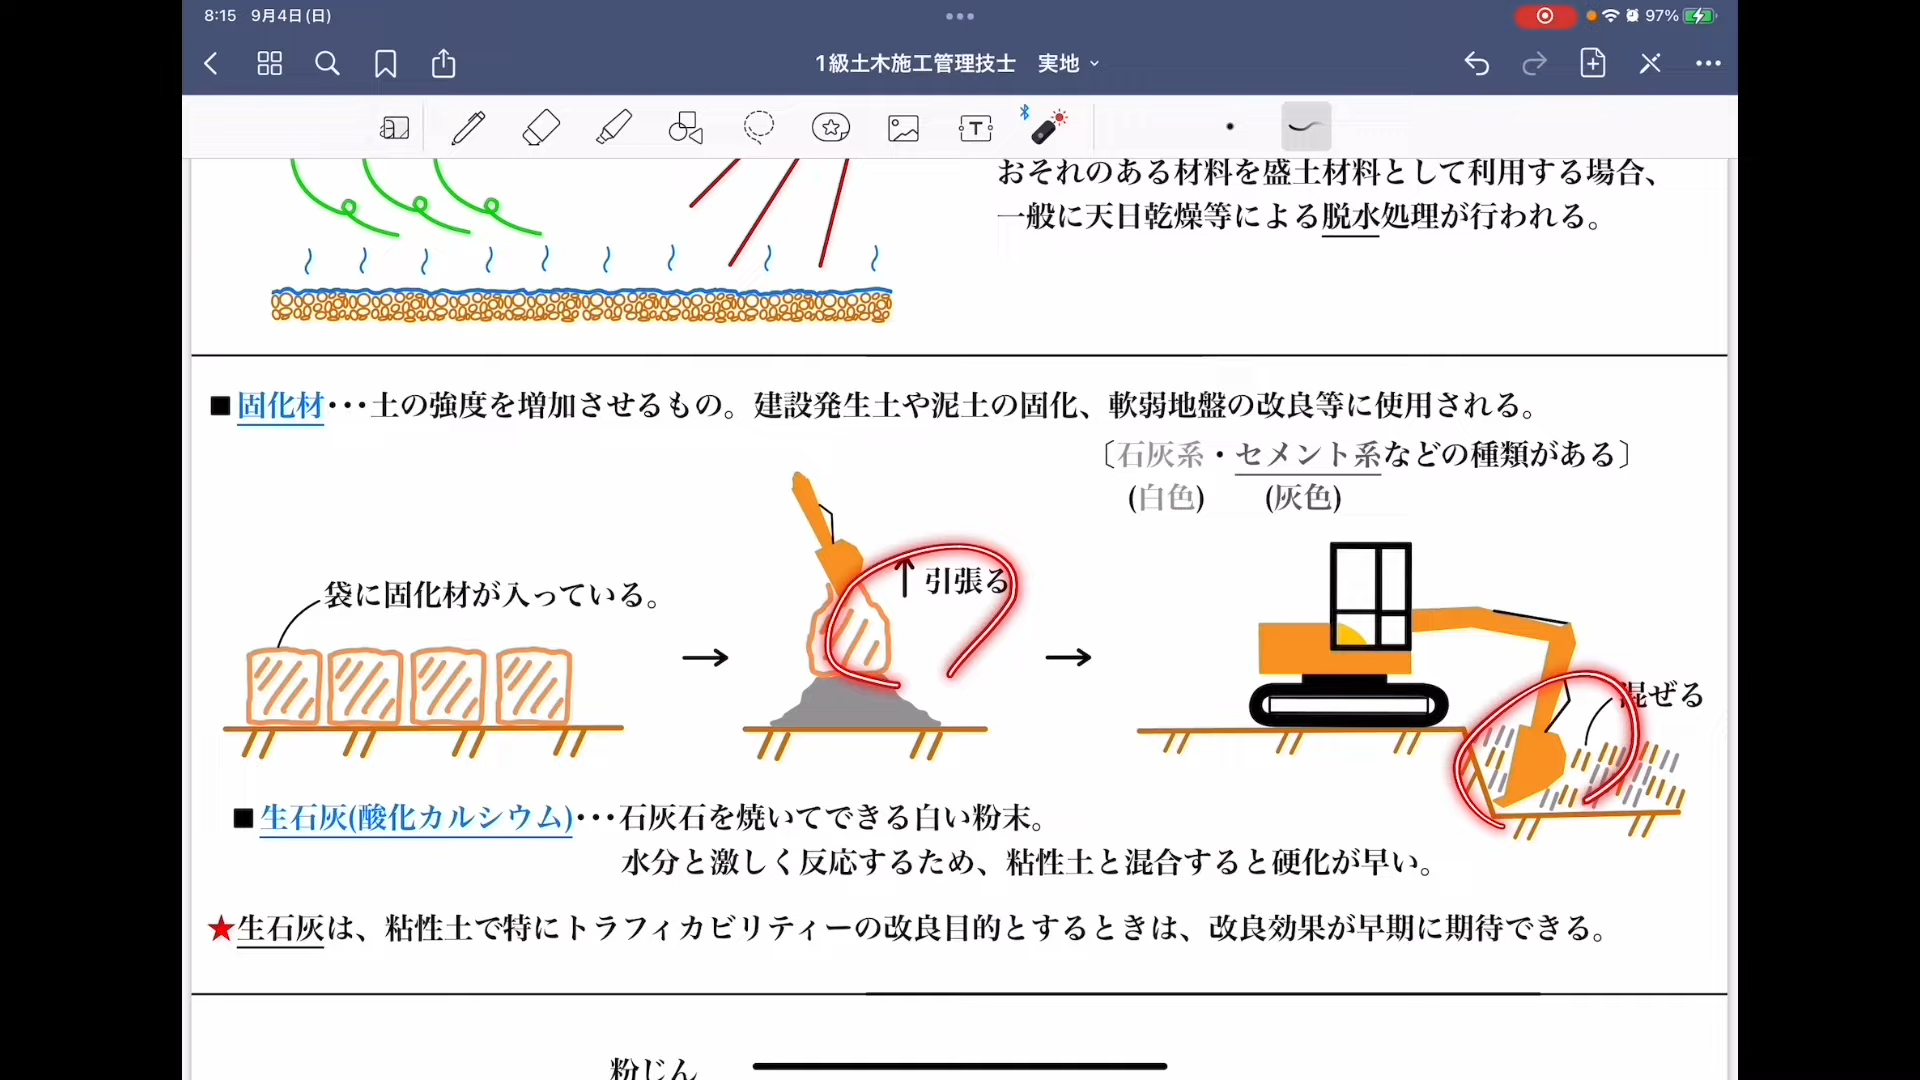 8:15 9月4日(日)
97%
1級土木施工管理技士 実地
おそれのある材料を盛土材料として利用する場合、
一般に天日乾燥等による脱水処理が行われる。
■固化材･･･土の強度を増加させるもの。建設発生土や泥土の固化、軟弱地盤の改良等に使用される。
〔石灰系・セメント系などの種類がある〕
(白色) (灰色)
袋に固化材が入っている。
→
↑引張る
→
混ぜる
■生石灰(酸化カルシウム)･･･石灰石を焼いてできる白い粉末。
水分と激しく反応するため、粘性土と混合すると硬化が早い。
★生石灰は、粘性土で特にトラフィカビリティーの改良目的とするときは、改良効果が早期に期待できる。
粉じん